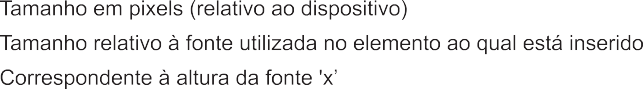 Tamanho em pixels (relativo ao dispositivo)
Tamanho relativo à fonte utilizada no elemento ao qual está inserido
Correspondente à altura da fonte 'x’